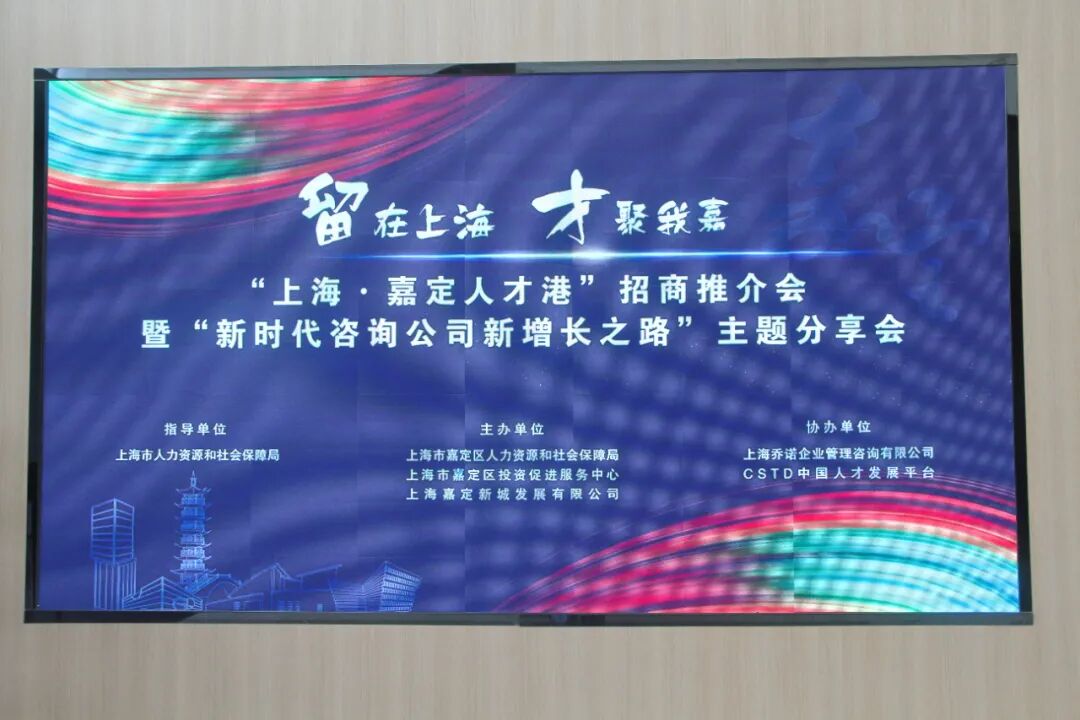 留在上海 才聚我嘉
“上海·嘉定人才港”招商推介会
暨“新时代咨询公司新增长之路”主题分享会
指导单位
上海市人力资源和社会保障局
主办单位
上海市嘉定区人力资源和社会保障局
上海市嘉定区投资促进服务中心
上海嘉定新城发展有限公司
协办单位
上海乔诺企业管理咨询有限公司
CSTD中国人才发展平台